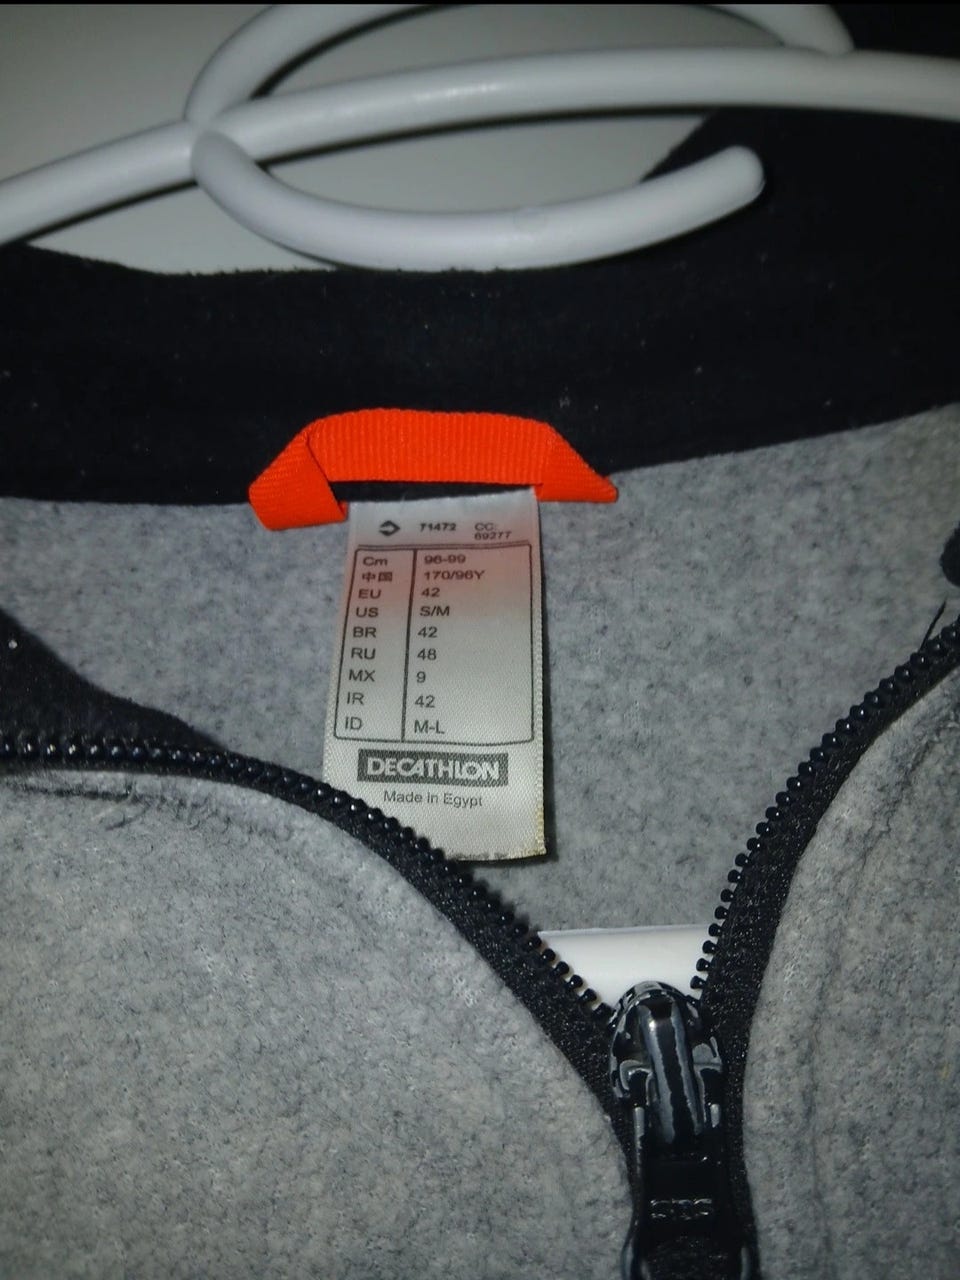 71472 CC:
69277
Cm 96-99
中国 170/96Y
EU 42
US S/M
BR 42
RU 48
MX 9
IR 42
ID M-L
DECATHLON
Made in Egypt
SBS